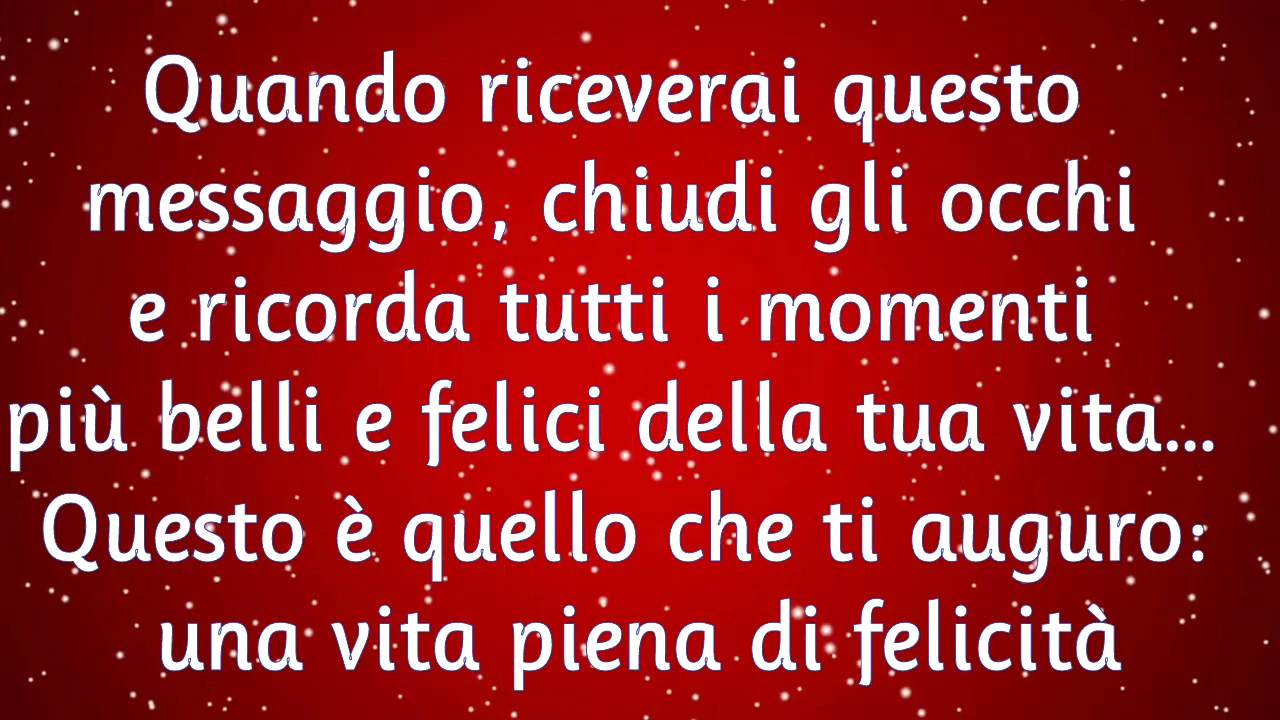 Quando riceverai questo
messaggio, chiudi gli occhi
e ricorda tutti i momenti
più belli e felici della tua vita...
Questo è quello che ti auguro:
una vita piena di felicità